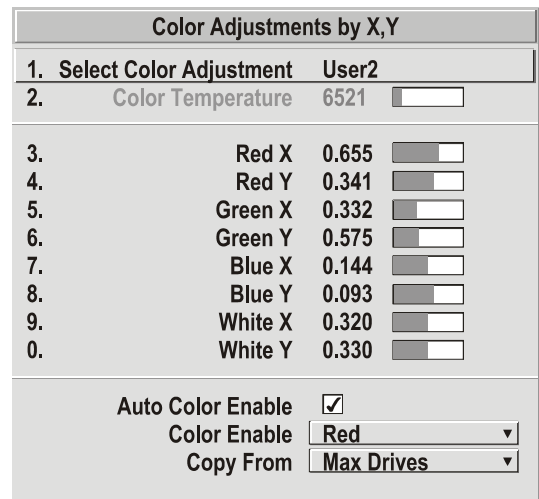 Color Adjustments by X,Y
1. Select Color Adjustment User2
2. Color Temperature 6521
3. Red X 0.655
4. Red Y 0.341
5. Green X 0.332
6. Green Y 0.575
7. Blue X 0.144
8. Blue Y 0.093
9. White X 0.320
0. White Y 0.330
Auto Color Enable
Color Enable Red
Copy From Max Drives